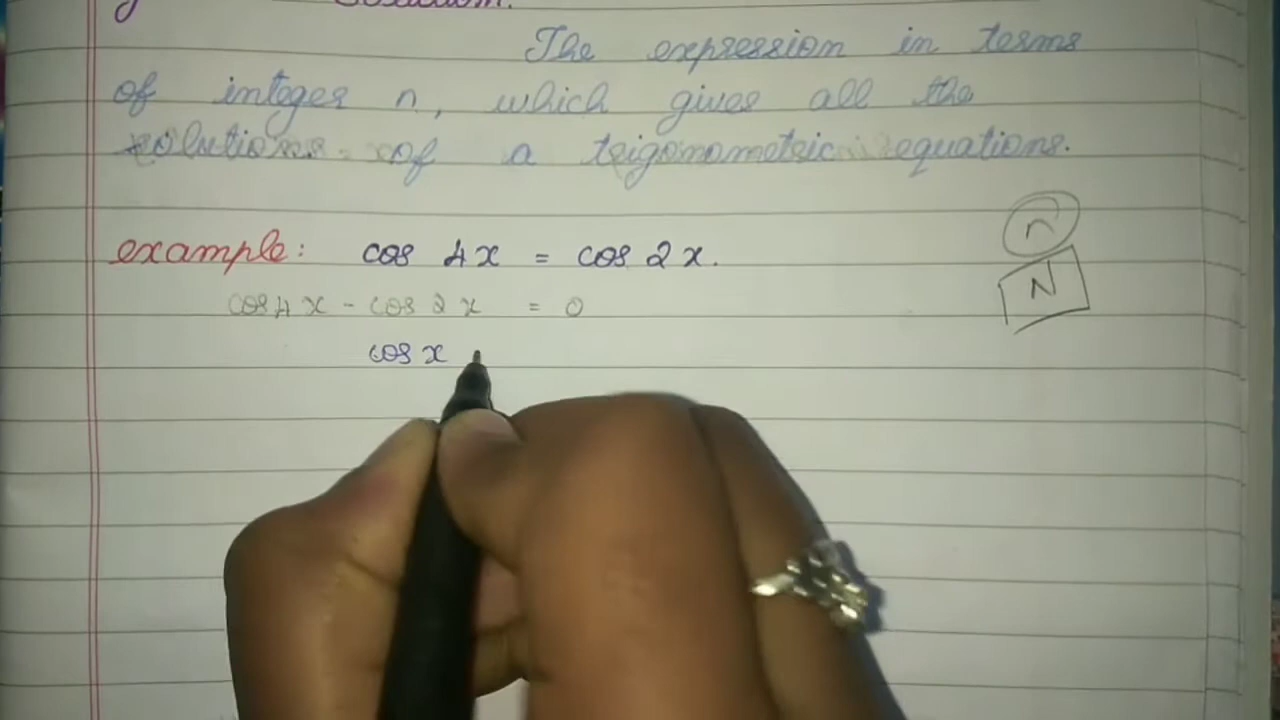 The expression in terms
of integer n, which gives all the
solutions of a trigonometric equations.
n
example: cos 4x = cos 2x.
N
cos 4x - cos 2x = 0
cos x